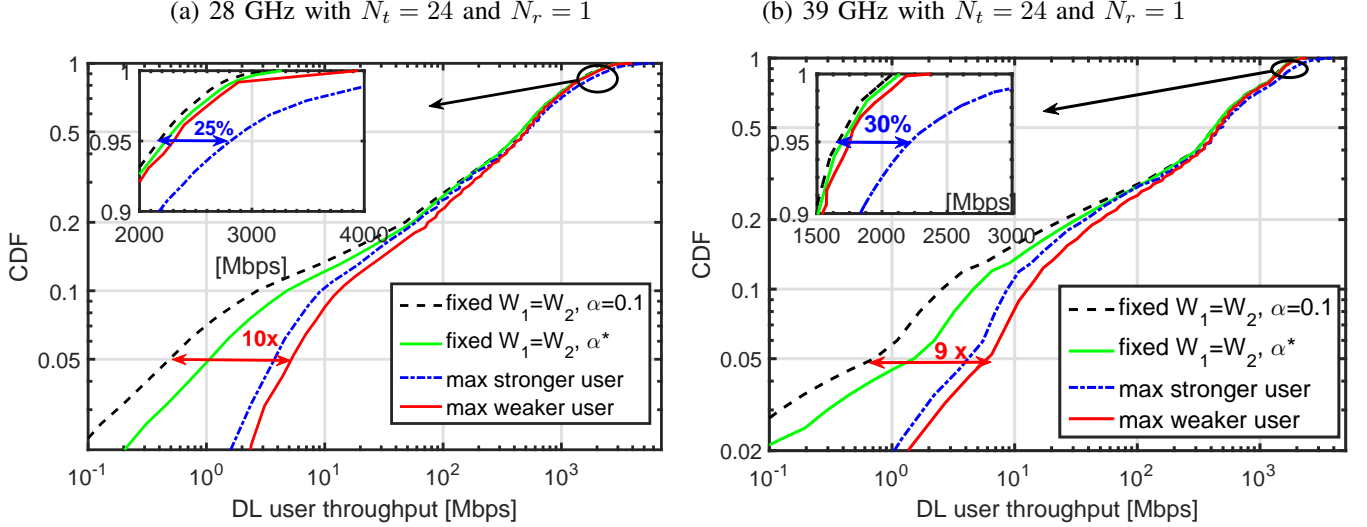 (a) 28 GHz with N_t = 24 and N_r = 1
1
0.5
0.2
0.1
0.05
CDF
1
0.95
0.9
2000 3000 4000
[Mbps]
25%
10x
fixed W_1=W_2, α=0.1
fixed W_1=W_2, α*
max stronger user
max weaker user
10^-1 10^0 10^1 10^2 10^3
DL user throughput [Mbps]
(b) 39 GHz with N_t = 24 and N_r = 1
1
0.5
0.2
0.1
0.05
0.02
CDF
1
0.95
0.9
1500 2000 2500 3000
[Mbps]
30%
9 x
fixed W_1=W_2, α=0.1
fixed W_1=W_2, α*
max stronger user
max weaker user
10^-1 10^0 10^1 10^2 10^3
DL user throughput [Mbps]